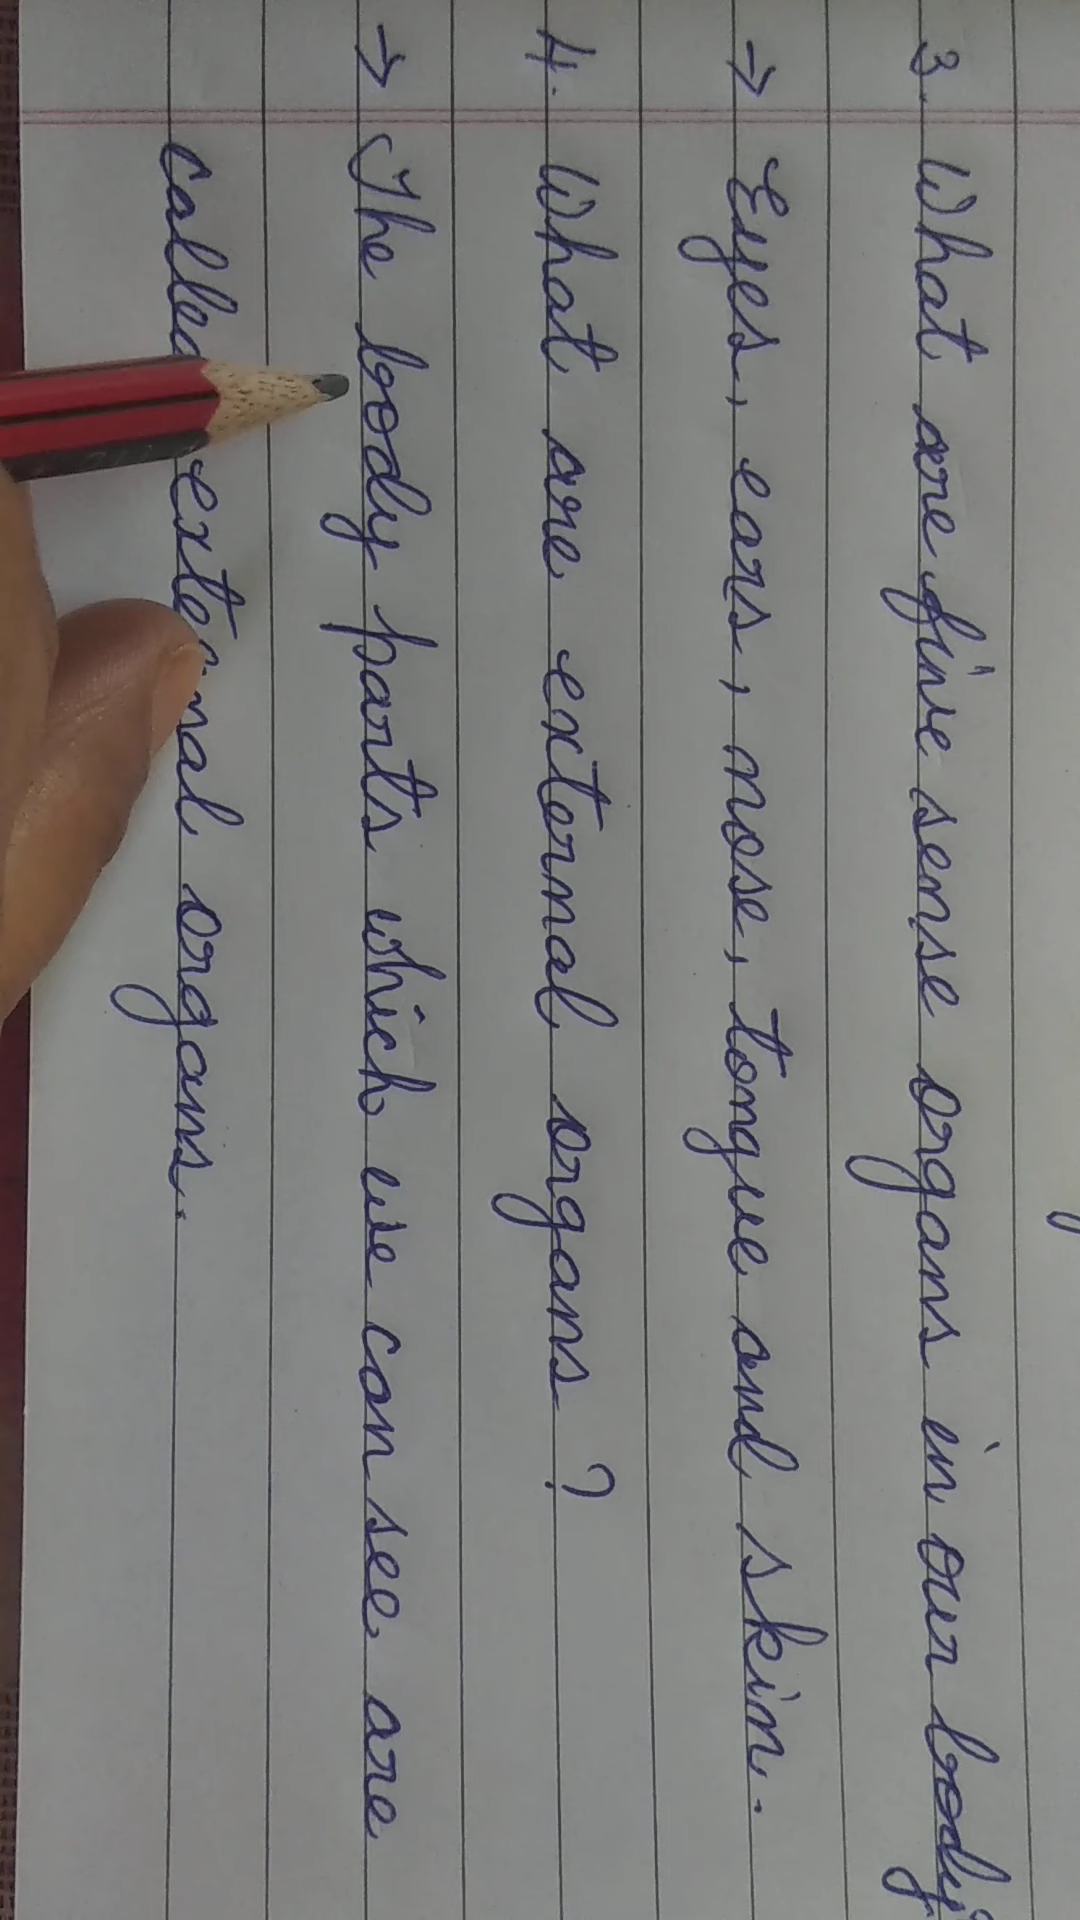 3. What are five sense organs in our body
→ Eyes, ears, nose, tongue and skin.
4. What are external organs ?
→ The body parts which we can see are
called external organs.